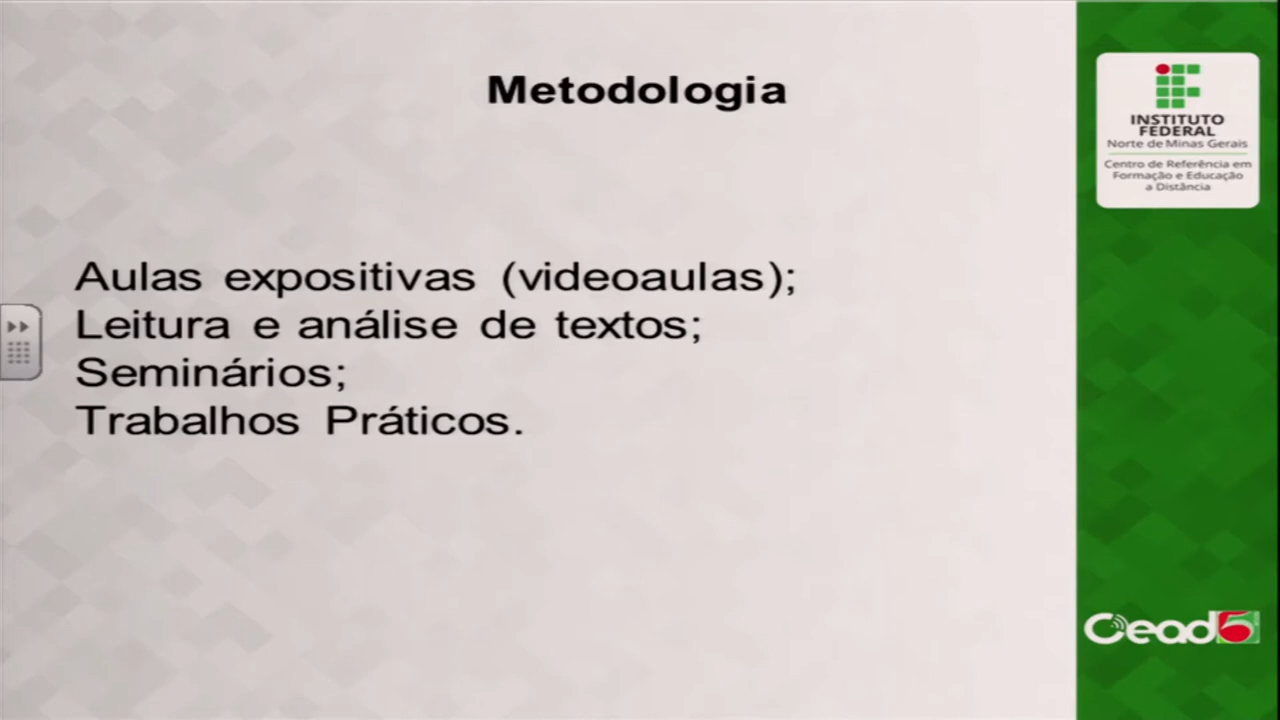 Metodologia
Aulas expositivas (videoaulas);
Leitura e análise de textos;
Seminários;
Trabalhos Práticos.
INSTITUTO
FEDERAL
Norte de Minas Gerais
Centro de Referência em
Formação e Educação
a Distância
Cead5